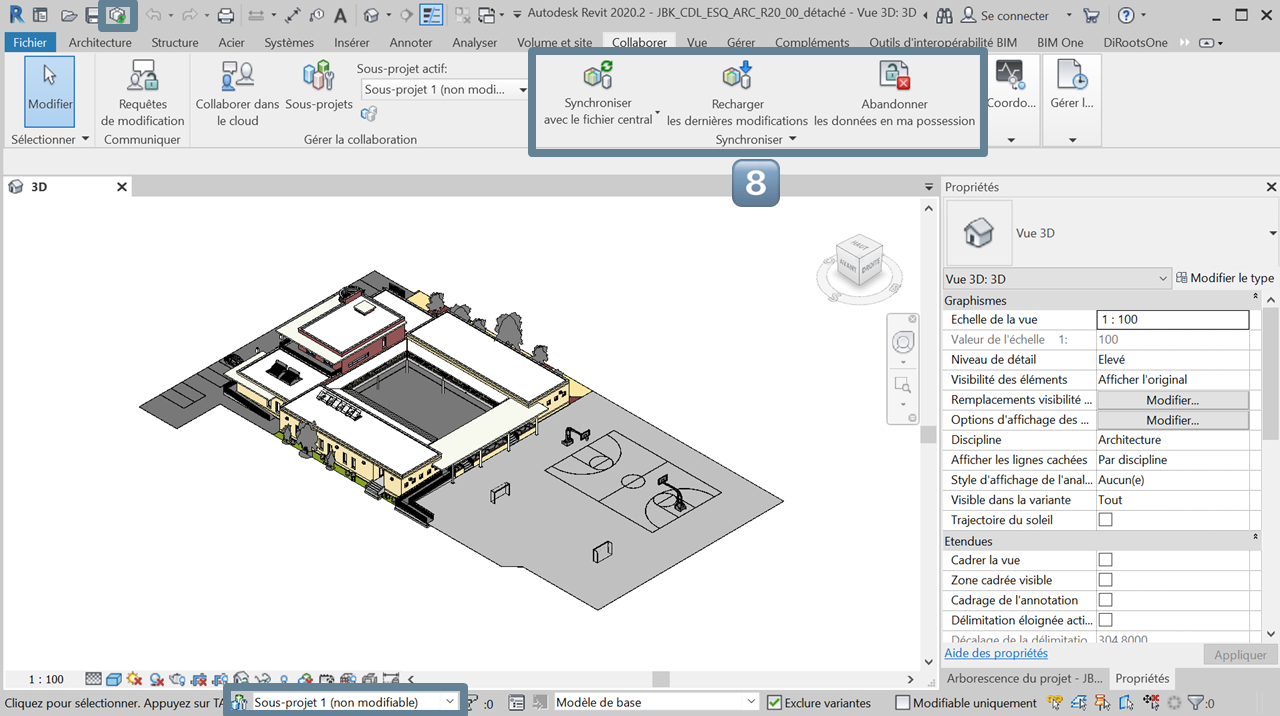 Autodesk Revit 2020.2 - JBK_CDL_ESQ_ARC_R20_00_détaché - Vue 3D: 3D
Se connecter
Fichier Architecture Structure Acier Systèmes Insérer Annoter Analyser Volume et site Collaborer Vue Gérer Compléments Outils d'interopérabilité BIM BIM One DiRootsOne
Modifier
Sélectionner
Requêtes
de modification
Communiquer
Collaborer dans
le cloud
Sous-projets
Sous-projet actif:
Sous-projet 1 (non modi...
Gérer la collaboration
Synchroniser
avec le fichier central
Recharger
les dernières modifications
Abandonner
les données en ma possession
Synchroniser
Coordo...
Gérer l...
8
3D
HAUT
AVANT
DROITE
Propriétés
Vue 3D
Vue 3D: 3D
Modifier le type
Graphismes
Echelle de la vue 1 : 100
Valeur de l'échelle 1: 100
Niveau de détail Elevé
Visibilité des éléments Afficher l'original
Remplacements visibilité ... Modifier...
Options d'affichage des ... Modifier...
Discipline Architecture
Afficher les lignes cachées Par discipline
Style d'affichage de l'anal... Aucun(e)
Visible dans la variante Tout
Trajectoire du soleil
Etendues
Cadrer la vue
Zone cadrée visible
Cadrage de l'annotation
Délimitation éloignée acti...
Décalage de la délimitatio 304.8000
Aide des propriétés
Appliquer
Arborescence du projet - JB...
Propriétés
1 : 100
Cliquez pour sélectionner. Appuyez sur TA
Sous-projet 1 (non modifiable)
:0
Modèle de base
Exclure variantes
Modifiable uniquement
:0